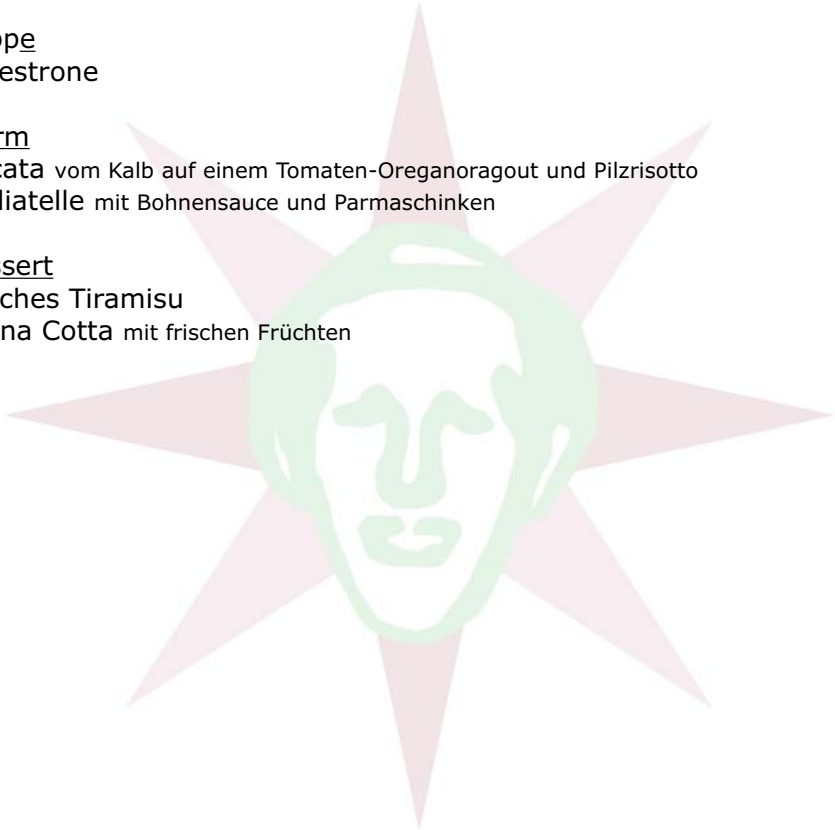 ppe
estrone
rm
cata vom Kalb auf einem Tomaten-Oreganoragout und Pilzrisotto
liatelle mit Bohnensauce und Parmaschinken
ssert
ches Tiramisu
na Cotta mit frischen Früchten